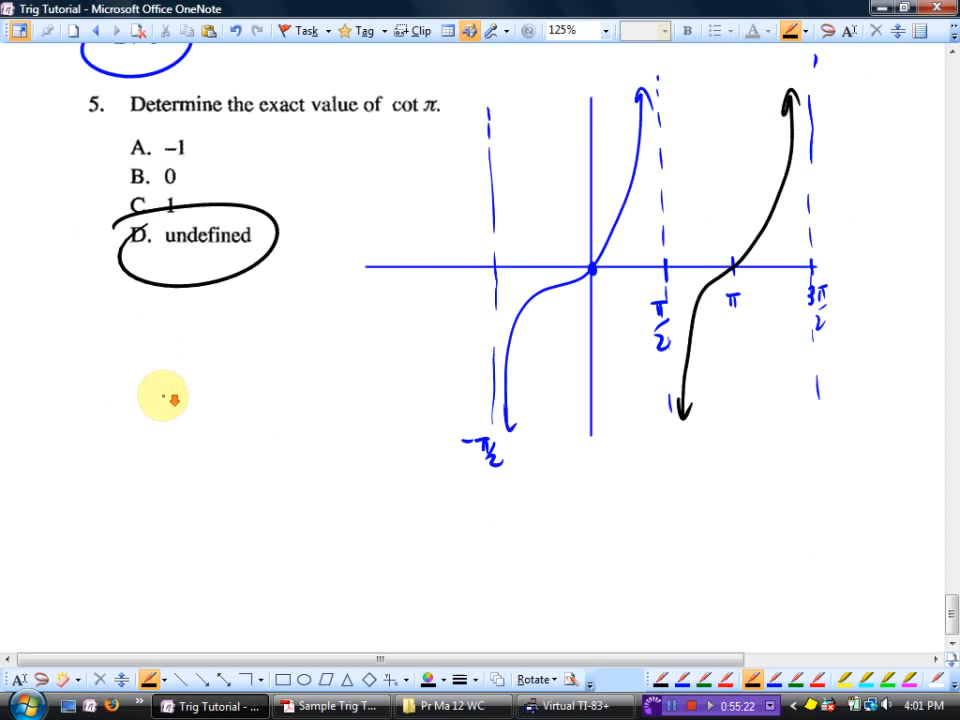 Trig Tutorial - Microsoft Office OneNote
Task
Tag
Clip
125%
B
A
5. Determine the exact value of cot π.
A. −1
B. 0
C. 1
D. undefined
π/2
π
3π/2
-π/2
Rotate
Trig Tutorial - ...
Sample Trig T...
Pr Ma 12 WC
Virtual TI-83+
0:55:22
4:01 PM